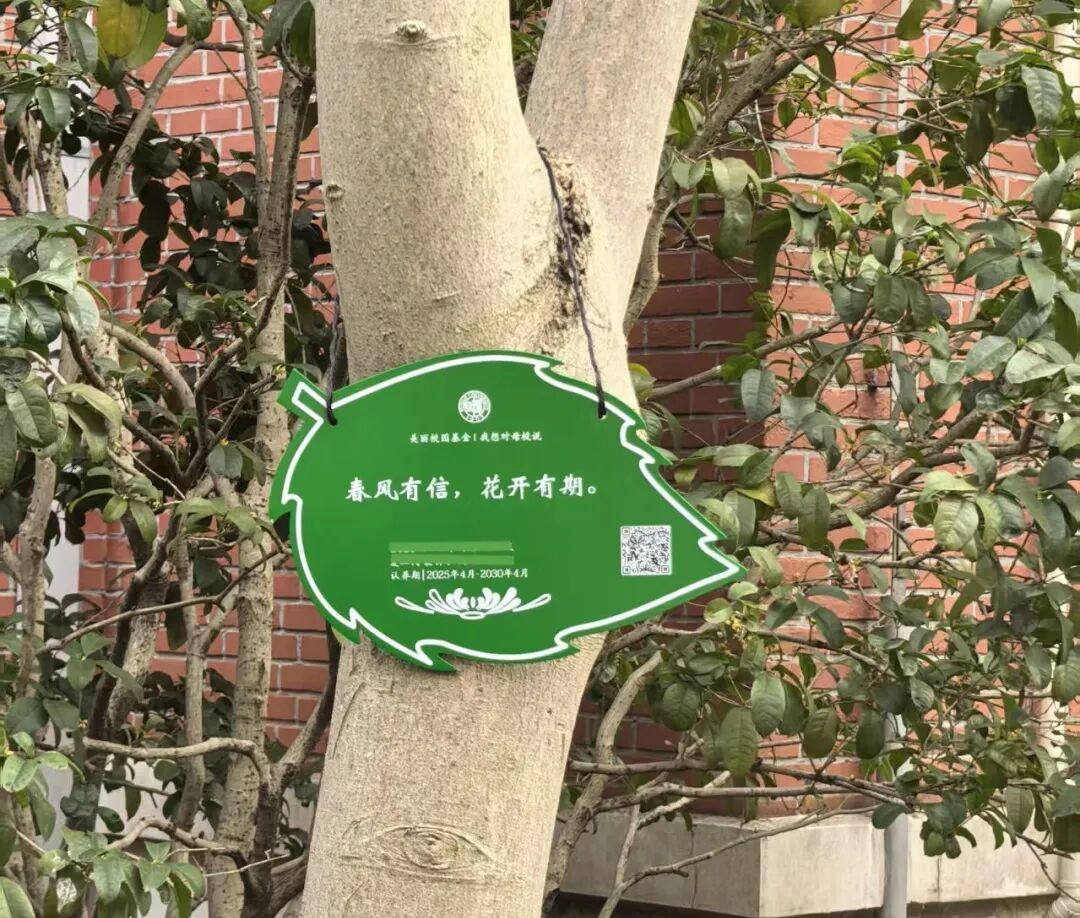 美丽校园基金 | 我想对母校说
春风有信，花开有期。
认养期 | 2025年4月-2030年4月